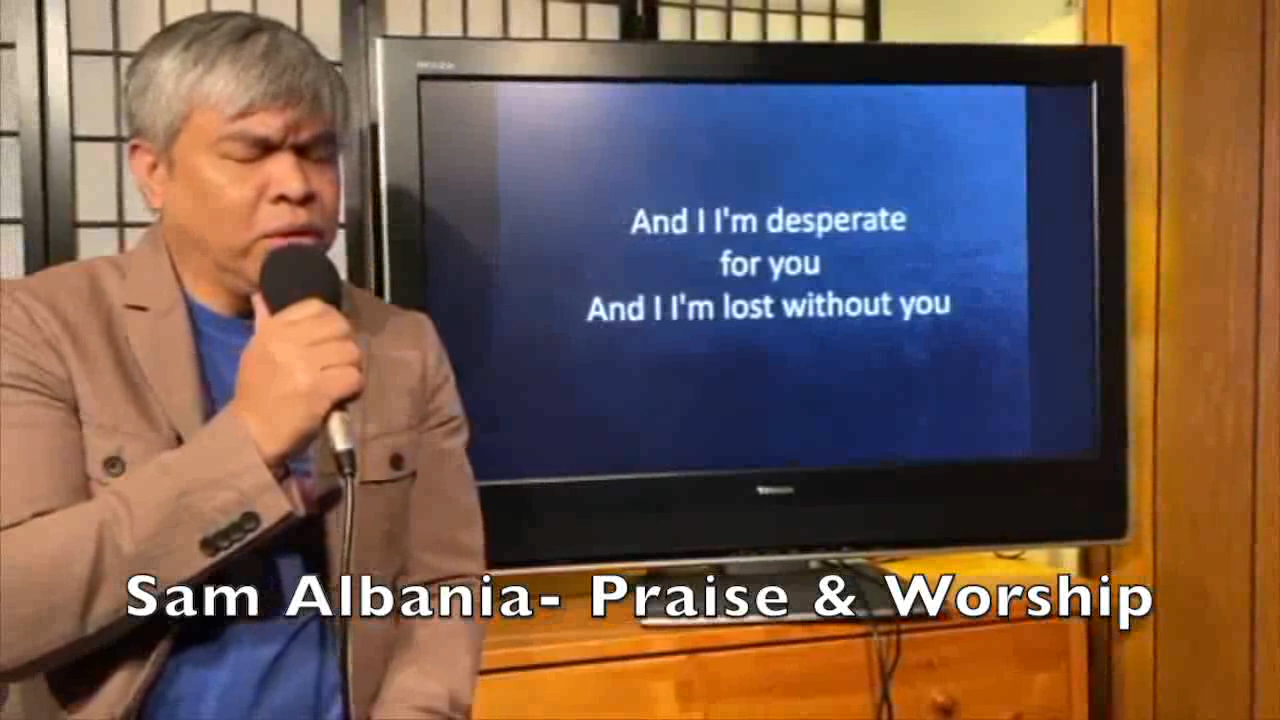 And I I'm desperate
for you
And I I'm lost without you
Sam Albania- Praise & Worship